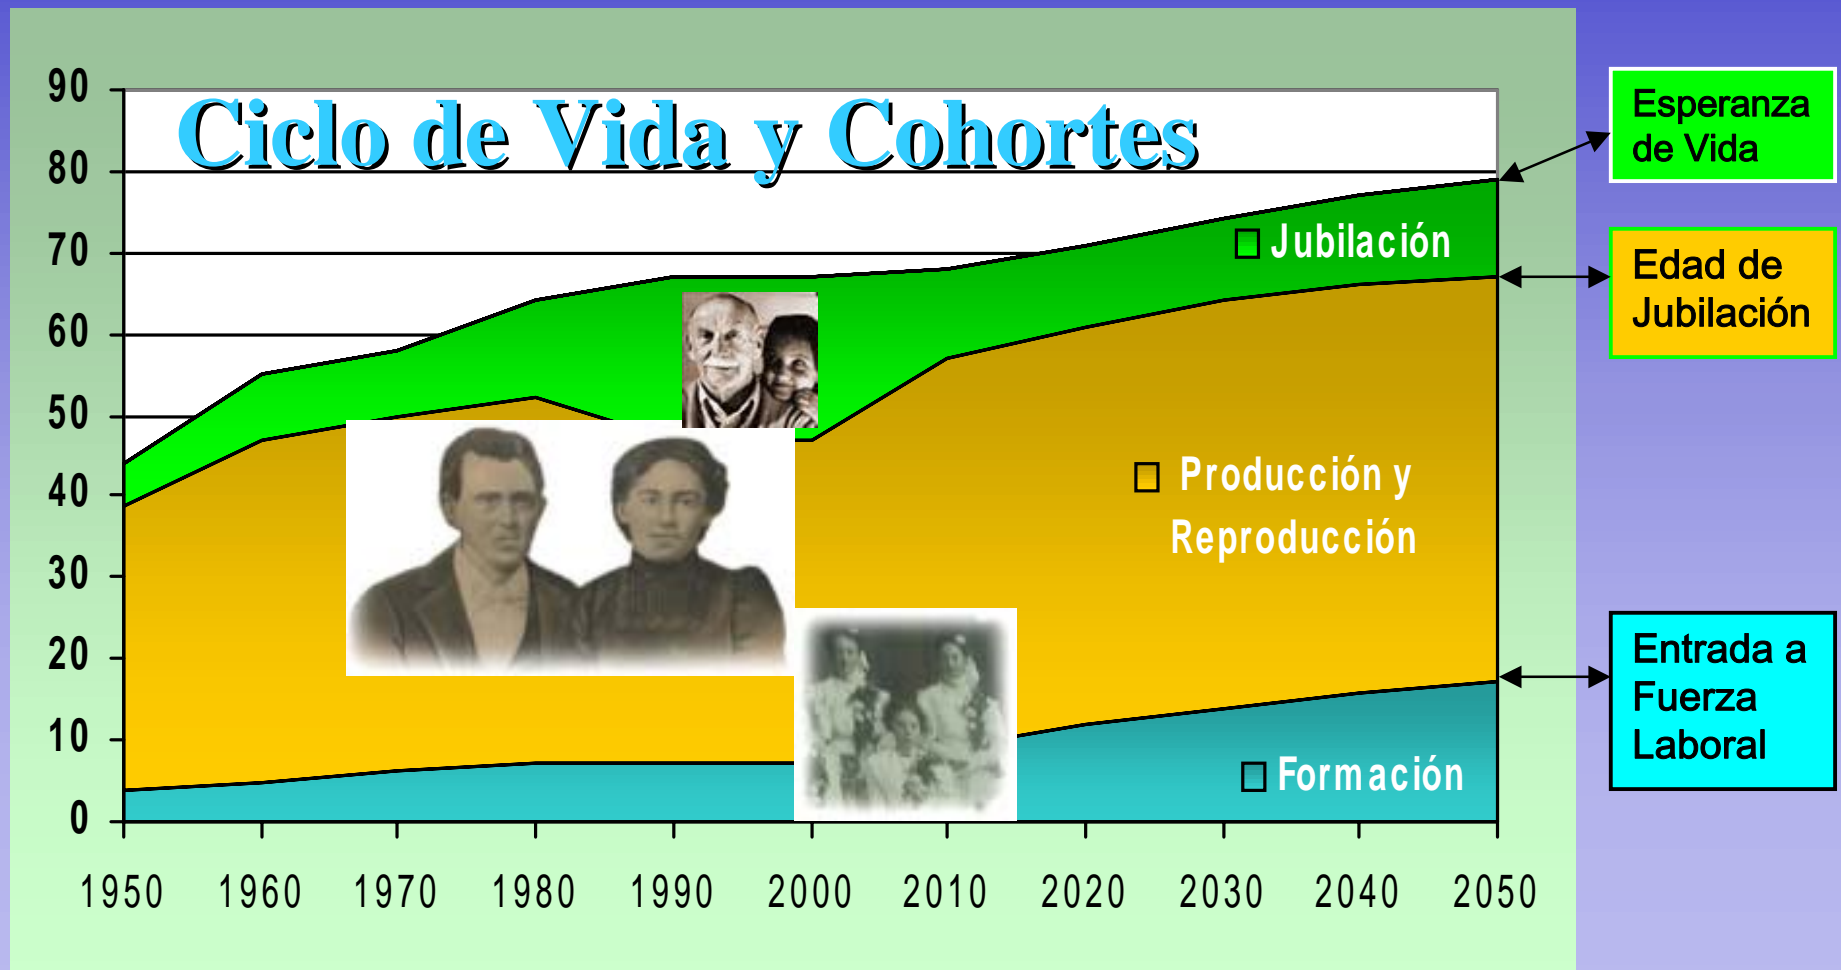 Ciclo de Vida y Cohortes
90
80
70
60
50
40
30
20
10
0
1950 1960 1970 1980 1990 2000 2010 2020 2030 2040 2050
Jubilación
Producción y
Reproducción
Formación
Esperanza
de Vida
Edad de
Jubilación
Entrada a
Fuerza
Laboral